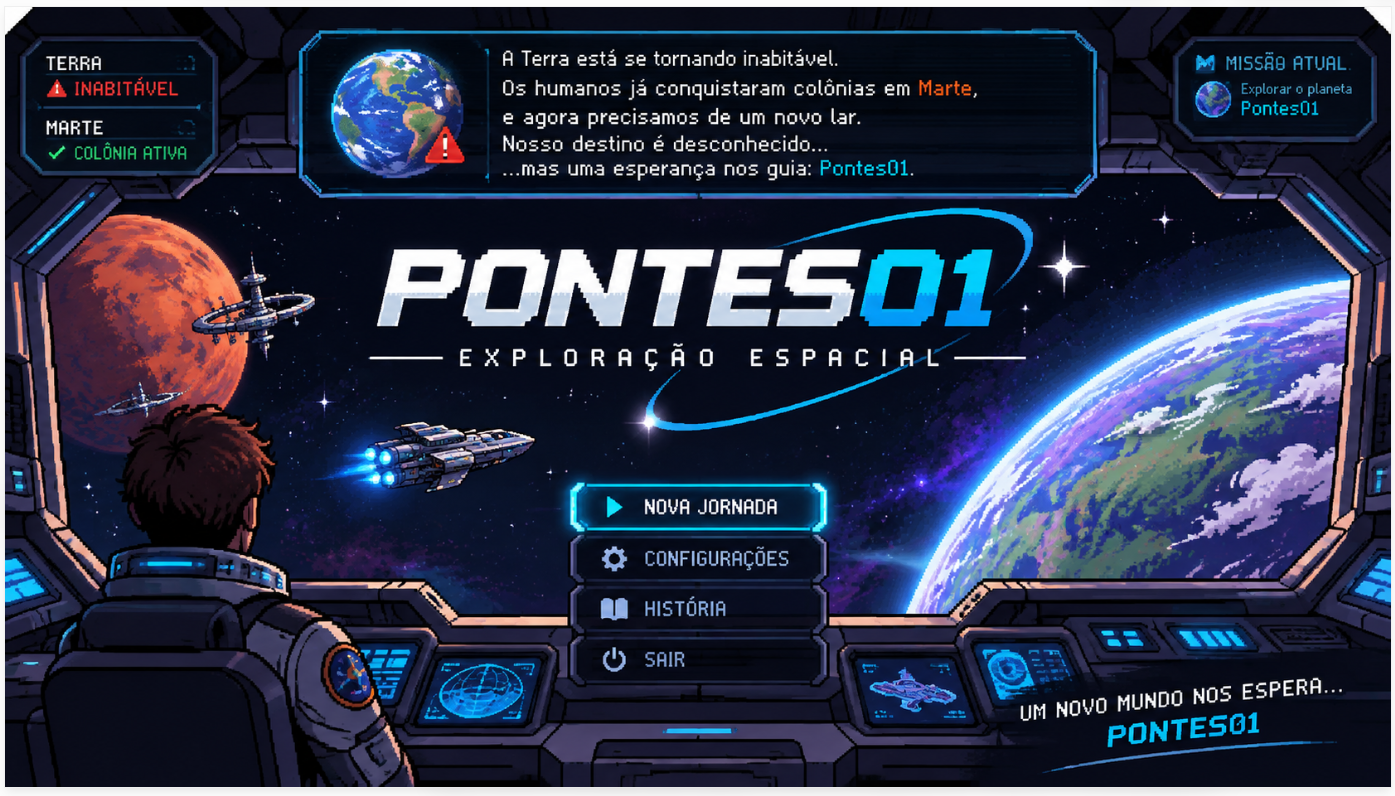 TERRA
INABITÁVEL
MARTE
COLÔNIA ATIVA
A Terra está se tornando inabitável.
Os humanos já conquistaram colônias em Marte,
e agora precisamos de um novo lar.
Nosso destino é desconhecido...
...mas uma esperança nos guia: Pontes01.
MISSÃO ATUAL
Explorar o planeta
Pontes01
PONTES01
EXPLORAÇÃO ESPACIAL
NOVA JORNADA
CONFIGURAÇÕES
HISTÓRIA
SAIR
UM NOVO MUNDO NOS ESPERA...
PONTES01